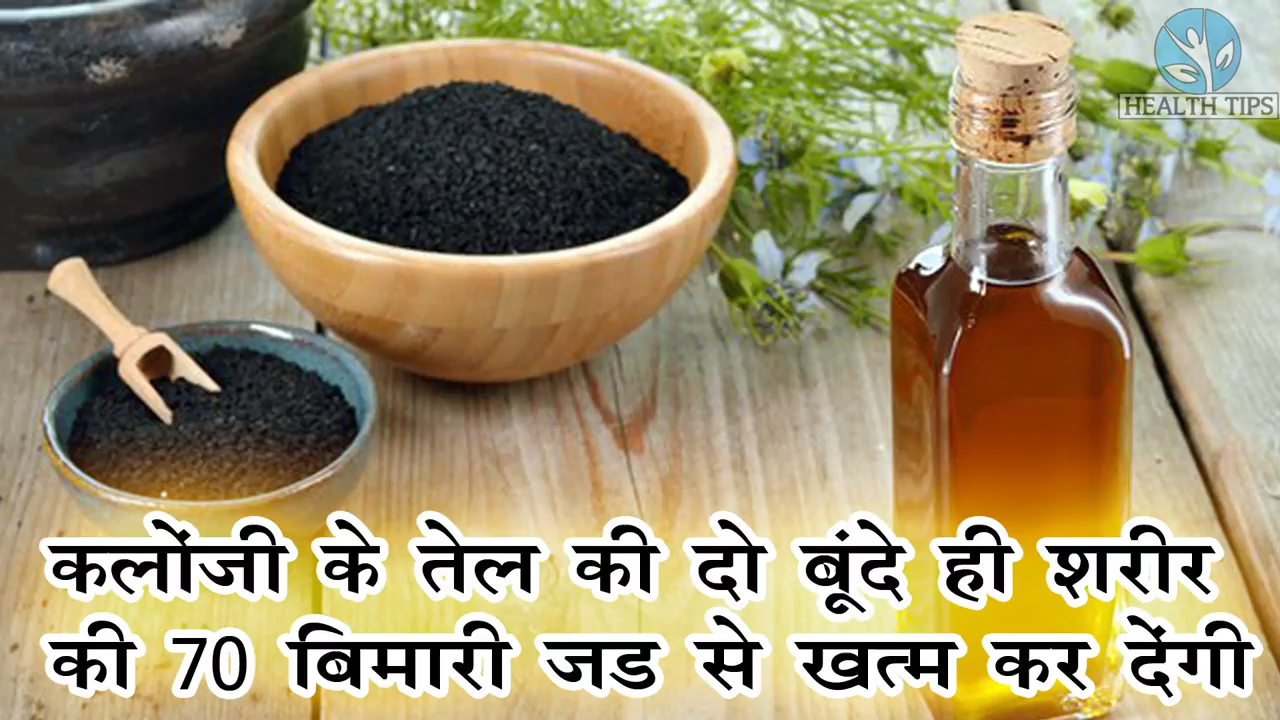 HEALTH TIPS
कलोंजी के तेल की दो बूंदे ही शरीर
की 70 बिमारी जड से खत्म कर देंगी